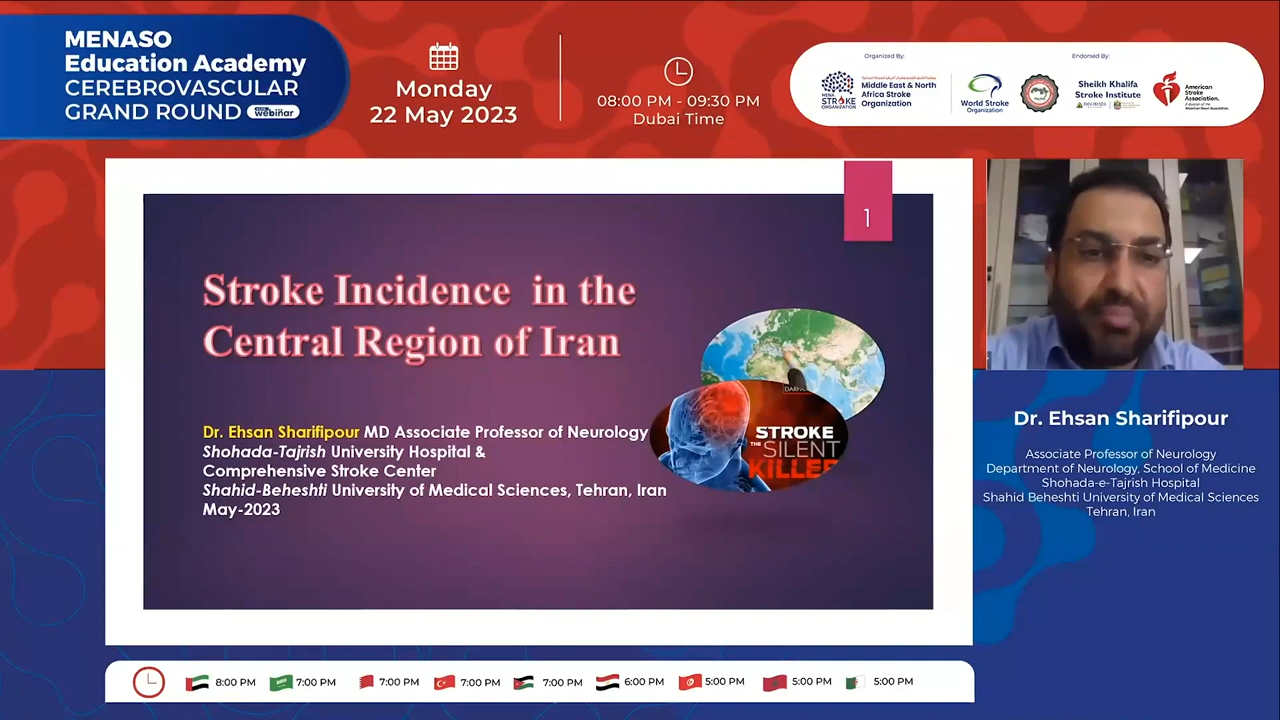 MENASO
Education Academy
CEREBROVASCULAR
GRAND ROUND
webinar
Monday
22 May 2023
08:00 PM - 09:30 PM
Dubai Time
Organized By:
Endorsed By:
MENA
STROKE
ORGANIZATION
Middle East & North
Africa Stroke
Organization
World Stroke
Organization
Sheikh Khalifa
Stroke Institute
American
Stroke
Association.
1
Stroke Incidence in the
Central Region of Iran
Dr. Ehsan Sharifipour MD Associate Professor of Neurology
Shohada-Tajrish University Hospital &
Comprehensive Stroke Center
Shahid-Beheshti University of Medical Sciences, Tehran, Iran
May-2023
STROKE
THE SILENT
KILLER
Dr. Ehsan Sharifipour
Associate Professor of Neurology
Department of Neurology, School of Medicine
Shohada-e-Tajrish Hospital
Shahid Beheshti University of Medical Sciences
Tehran, Iran
8:00 PM
7:00 PM
7:00 PM
7:00 PM
7:00 PM
6:00 PM
5:00 PM
5:00 PM
5:00 PM